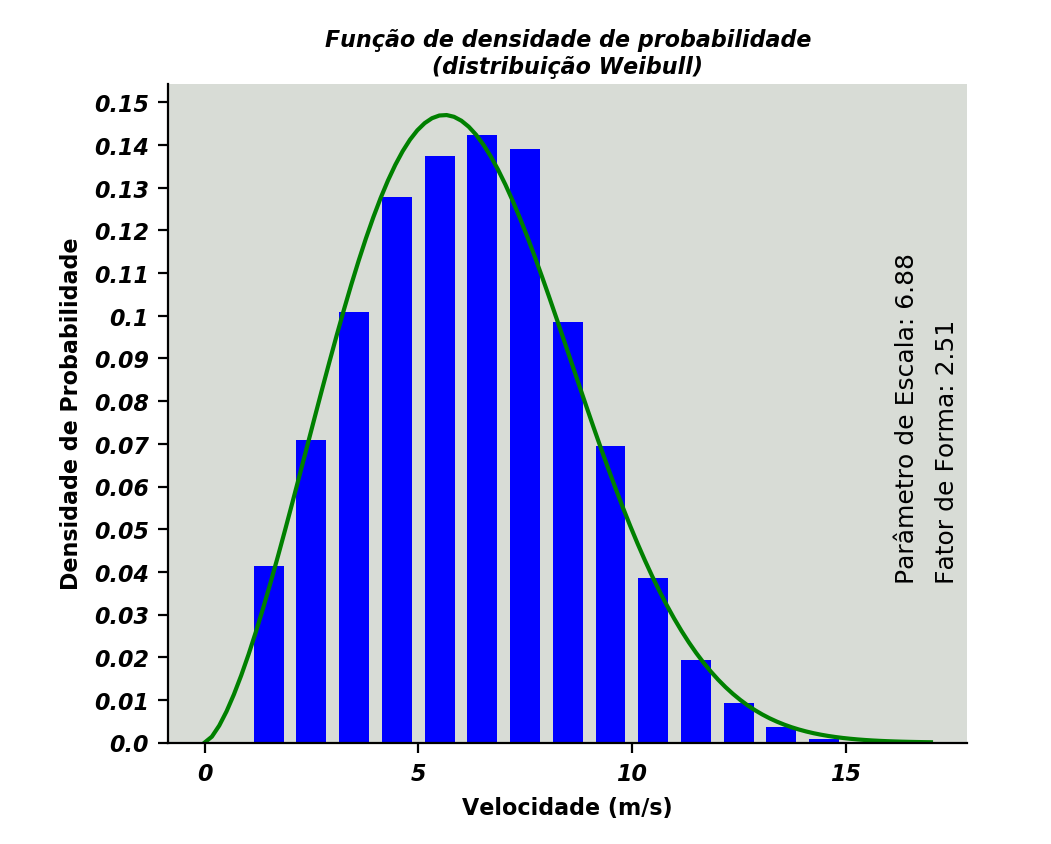 Função de densidade de probabilidade
(distribuição Weibull)
0.15
0.14
0.13
0.12
0.11
0.1
0.09
0.08
0.07
0.06
0.05
0.04
0.03
0.02
0.01
0.0
Densidade de Probabilidade
Parâmetro de Escala: 6.88
Fator de Forma: 2.51
0 5 10 15
Velocidade (m/s)